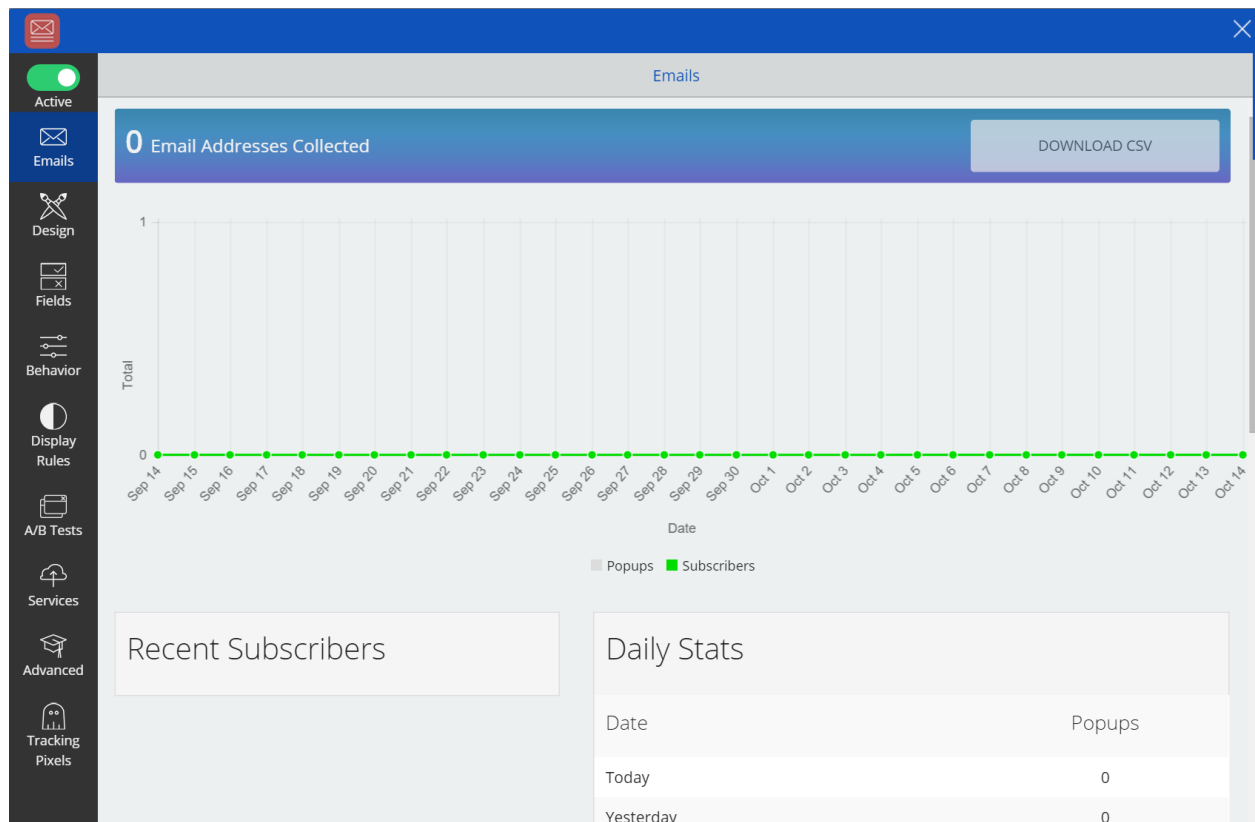 Active
Emails
Design
Fields
Behavior
Display
Rules
A/B Tests
Services
Advanced
Tracking
Pixels
Emails
0 Email Addresses Collected
DOWNLOAD CSV
1
Total
0
Sep 14 Sep 15 Sep 16 Sep 17 Sep 18 Sep 19 Sep 20 Sep 21 Sep 22 Sep 23 Sep 24 Sep 25 Sep 26 Sep 27 Sep 28 Sep 29 Sep 30 Oct 1 Oct 2 Oct 3 Oct 4 Oct 5 Oct 6 Oct 7 Oct 8 Oct 9 Oct 10 Oct 11 Oct 12 Oct 13 Oct 14
Date
Popups Subscribers
Recent Subscribers
Daily Stats
Date Popups
Today 0
Yesterday 0